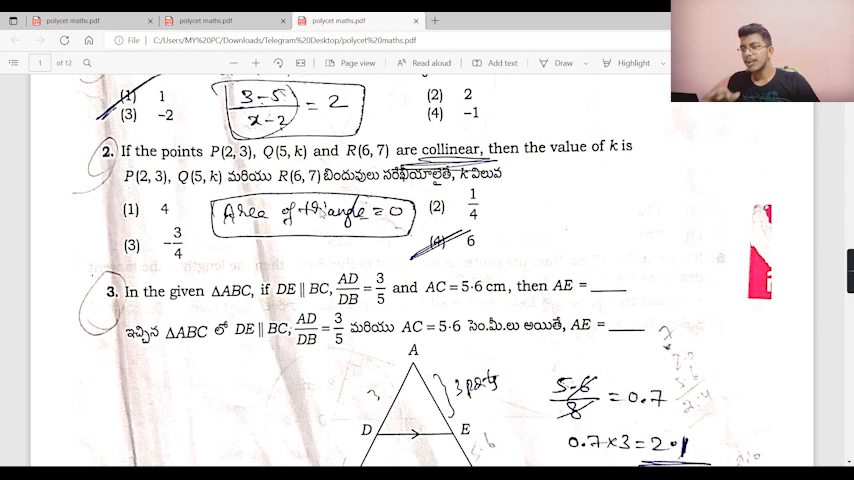 polycet maths.pdf
polycet maths.pdf
polycet maths.pdf
File
C:/Users/MY%20PC/Downloads/Telegram%20Desktop/polycet%20maths.pdf
1 of 12
Page view
Read aloud
Add text
Draw
Highlight
(1) 1
3-5/x-2 = 2
(2) 2
(3) -2
(4) -1
2. If the points P(2, 3), Q(5, k) and R(6, 7) are collinear, then the value of k is
P(2, 3), Q(5, k) మరియు R(6, 7) బిందువులు సరేఖీయాలైతే, k విలువ
(1) 4
Area of triangle = 0
(2) 1/4
(3) -3/4
(4) 6
3. In the given ΔABC, if DE || BC, AD/DB = 3/5 and AC = 5·6 cm, then AE = ____
ఇచ్చిన ΔABC లో DE || BC, AD/DB = 3/5 మరియు AC = 5·6 సెం.మీ.లు అయితే, AE = ____
A
3
3 parts
5.6/8 = 0.7
D
E
5.6
0.7×3 = 2.1